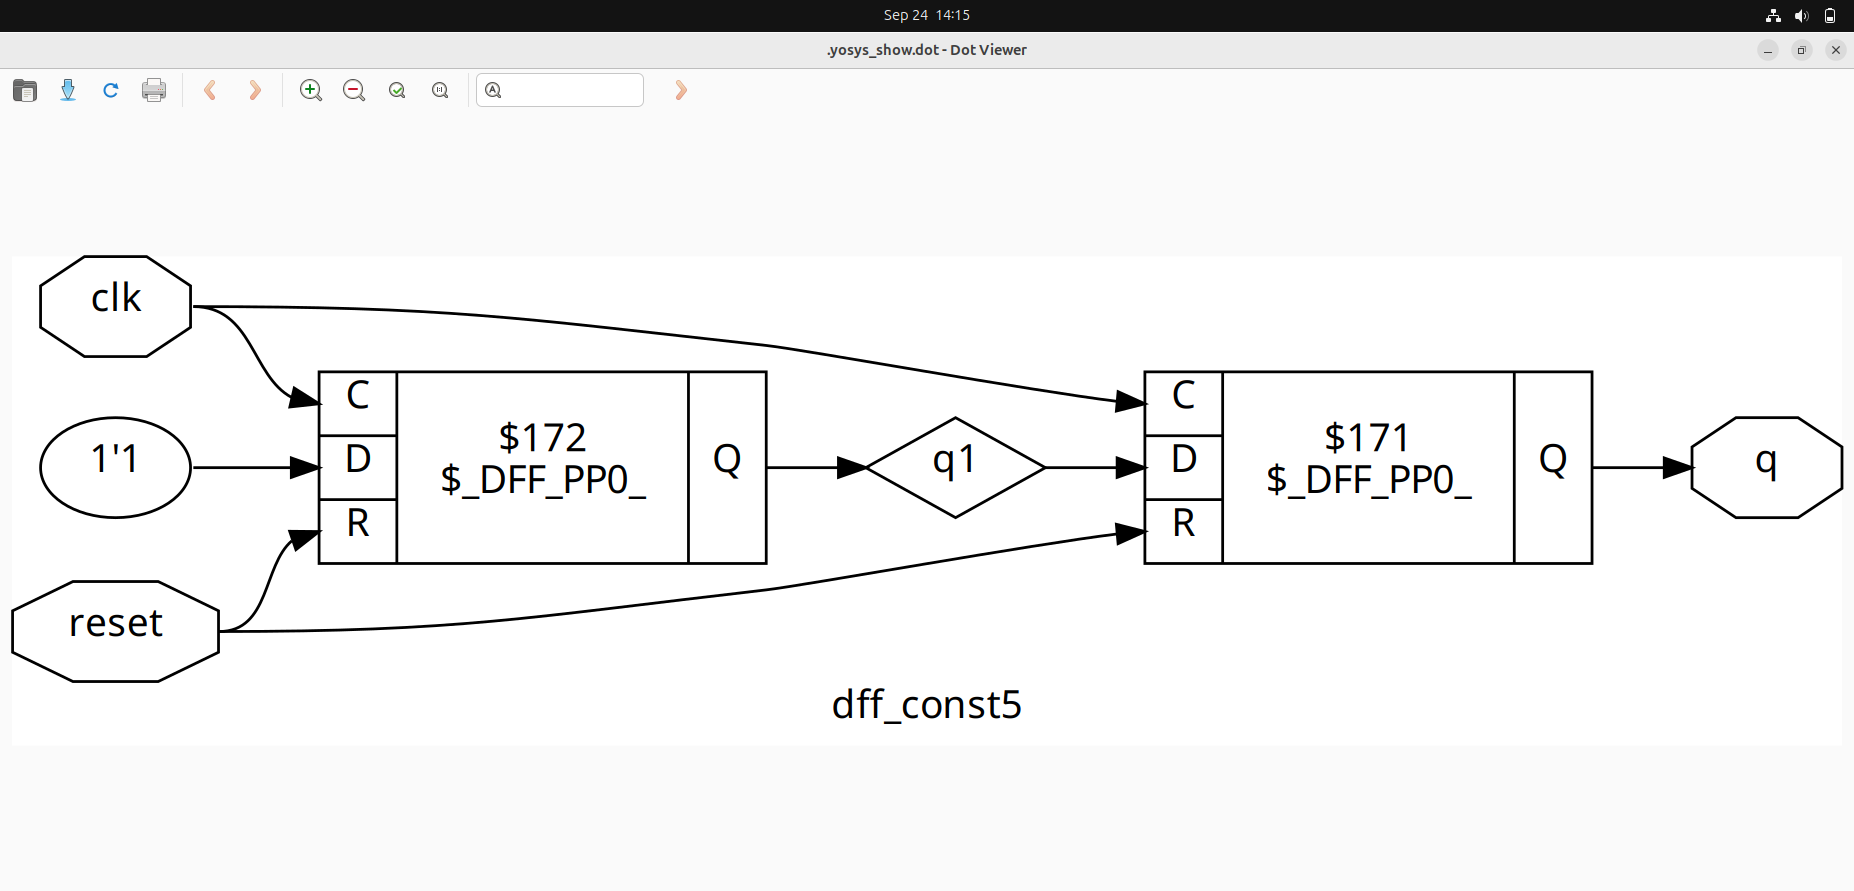 Sep 24 14:15
.yosys_show.dot - Dot Viewer
clk
1'1
reset
C
D
R
$172
$_DFF_PP0_
Q
q1
C
D
R
$171
$_DFF_PP0_
Q
q
dff_const5